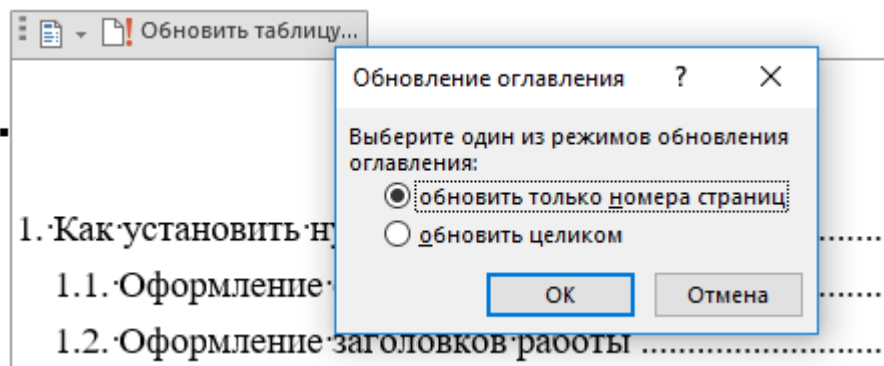 Обновить таблицу...
Обновление оглавления ? ×
Выберите один из режимов обновления
оглавления:
обновить только номера страниц
обновить целиком
ОК Отмена
1. Как установить
1.1. Оформление
1.2. Оформление заголовков работы ........................